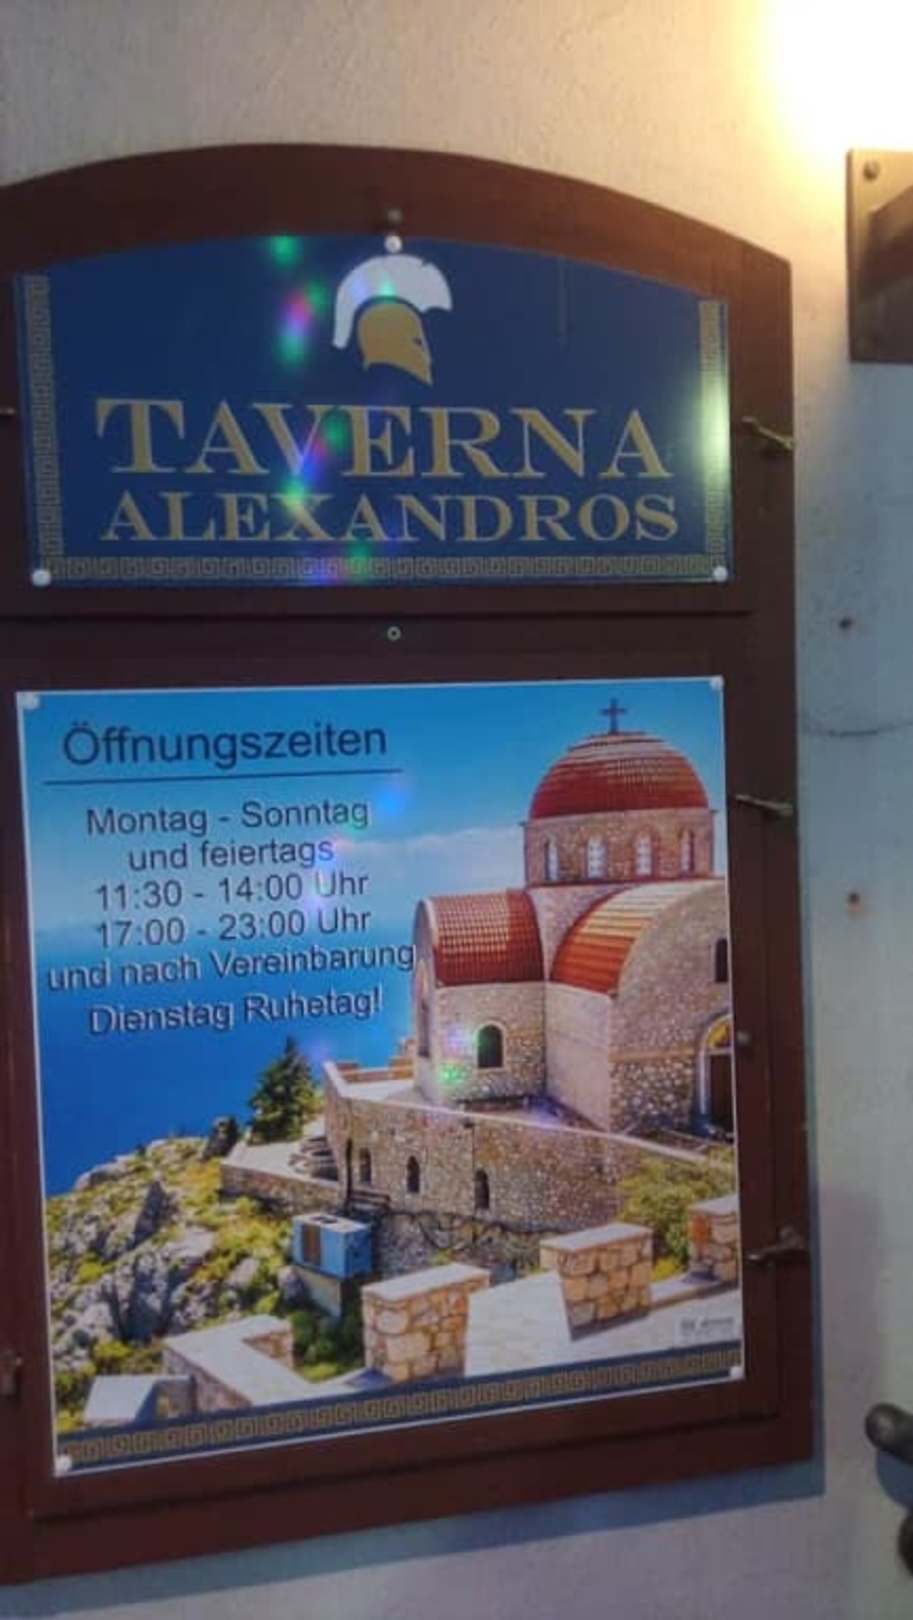 TAVERNA
ALEXANDROS
Öffnungszeiten
Montag - Sonntag
und feiertags
11:30 - 14:00 Uhr
17:00 - 23:00 Uhr
und nach Vereinbarung
Dienstag Ruhetag!